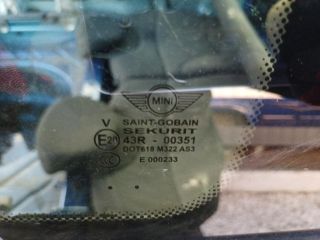 MINI
SAINT-GOBAIN
V SEKURIT
43R - 00351
DOT618 M322 AS3
E 000233